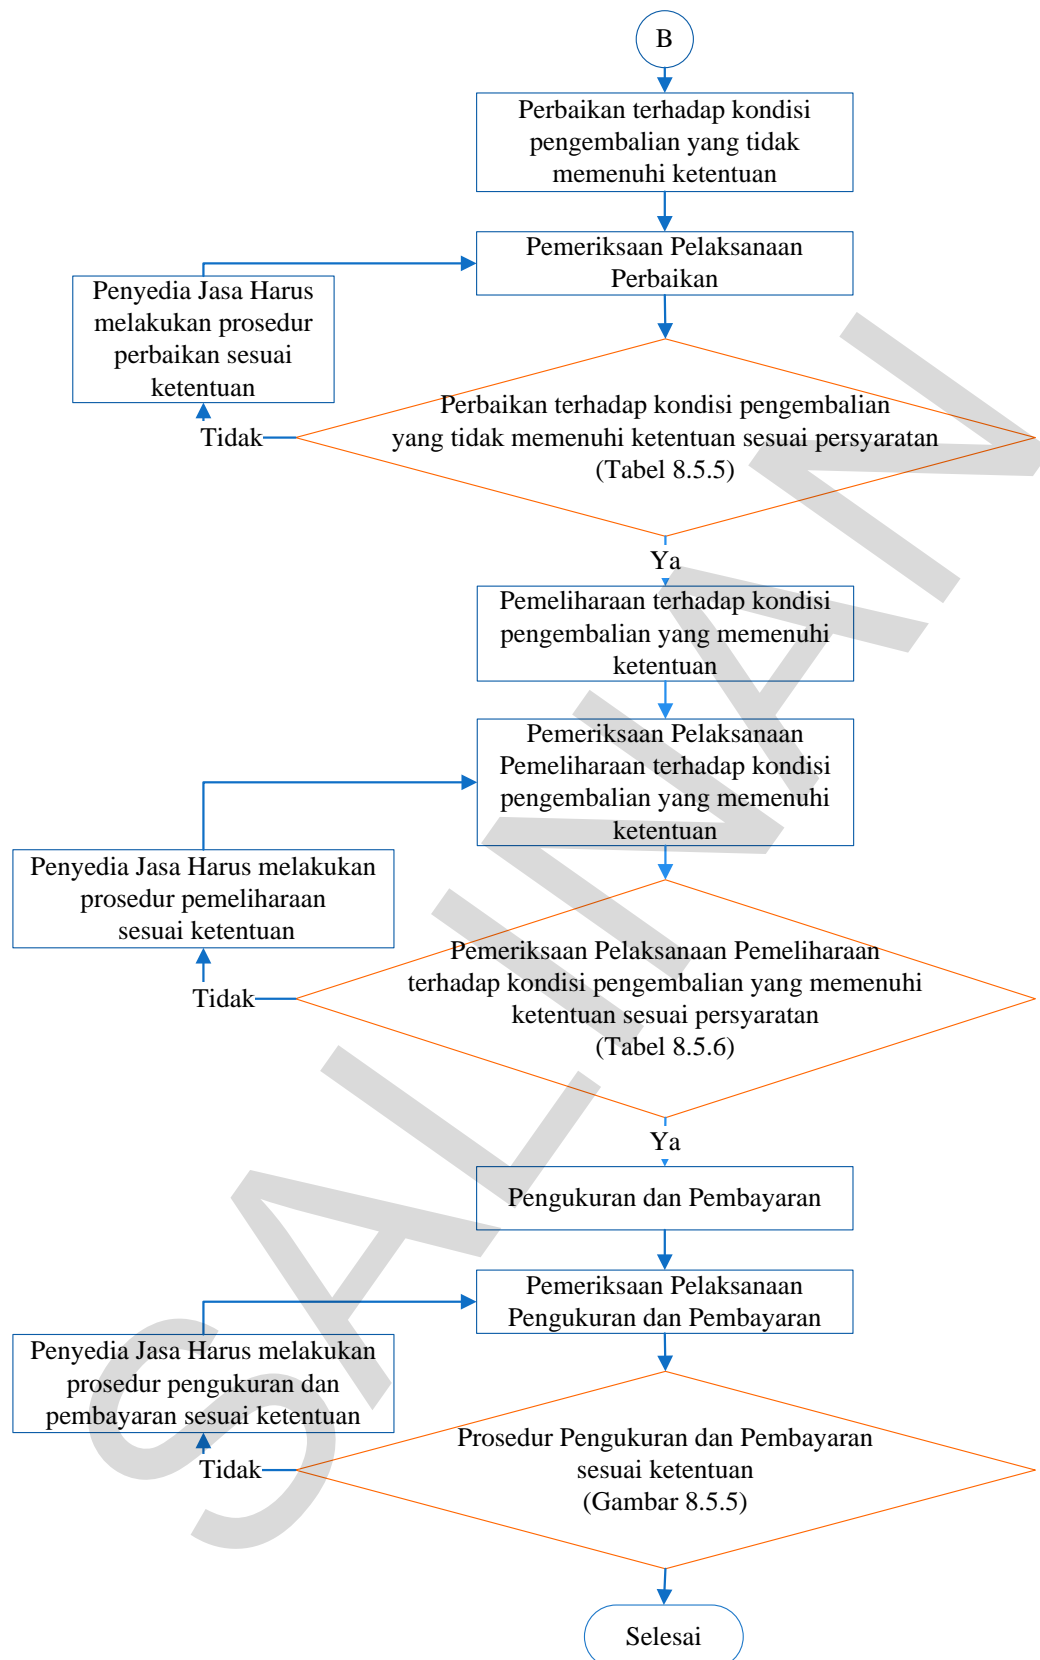 B
Perbaikan terhadap kondisi
pengembalian yang tidak
memenuhi ketentuan
Pemeriksaan Pelaksanaan
Perbaikan
Penyedia Jasa Harus
melakukan prosedur
perbaikan sesuai
ketentuan
Perbaikan terhadap kondisi pengembalian
yang tidak memenuhi ketentuan sesuai persyaratan
(Tabel 8.5.5)
Tidak
Ya
Pemeliharaan terhadap kondisi
pengembalian yang memenuhi
ketentuan
Pemeriksaan Pelaksanaan
Pemeliharaan terhadap kondisi
pengembalian yang memenuhi
ketentuan
Penyedia Jasa Harus melakukan
prosedur pemeliharaan
sesuai ketentuan
Pemeriksaan Pelaksanaan Pemeliharaan
terhadap kondisi pengembalian yang memenuhi
ketentuan sesuai persyaratan
(Tabel 8.5.6)
Tidak
Ya
Pengukuran dan Pembayaran
Pemeriksaan Pelaksanaan
Pengukuran dan Pembayaran
Penyedia Jasa Harus melakukan
prosedur pengukuran dan
pembayaran sesuai ketentuan
Prosedur Pengukuran dan Pembayaran
sesuai ketentuan
(Gambar 8.5.5)
Tidak
Selesai
SALINAN